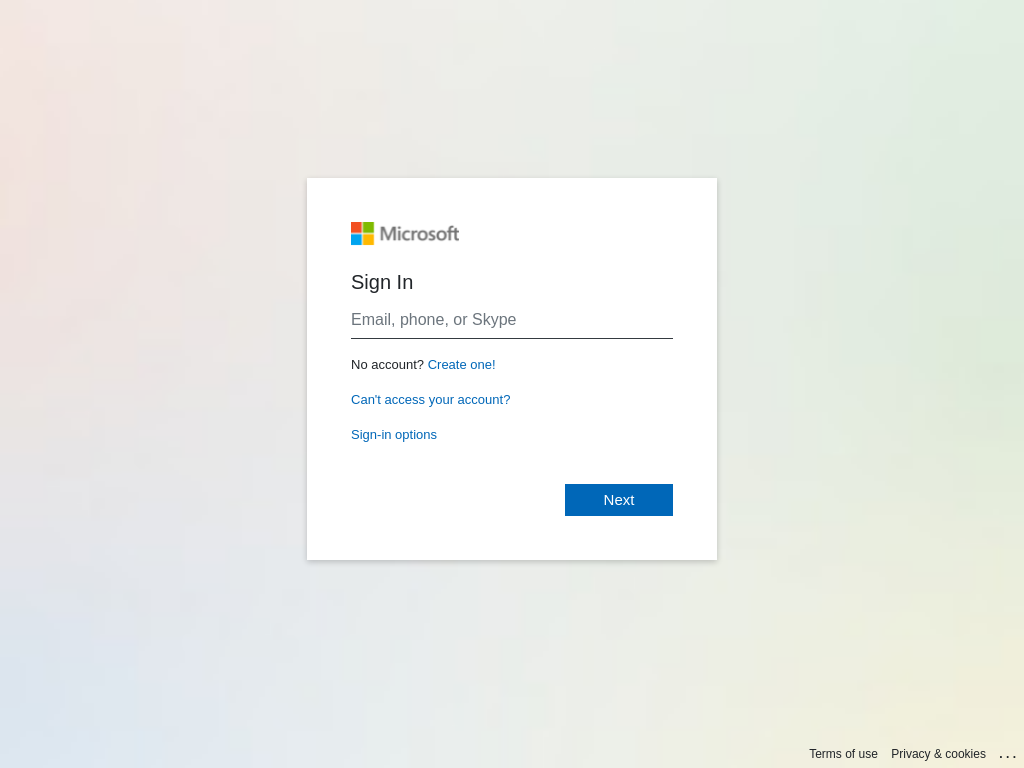 Microsoft
Sign In
Email, phone, or Skype
No account? Create one!
Can't access your account?
Sign-in options
Next
Terms of use Privacy & cookies ...